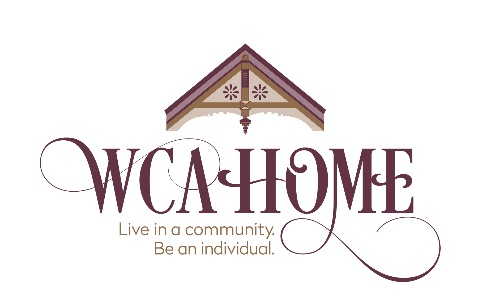 WCA HOME
Live in a community.
Be an individual.